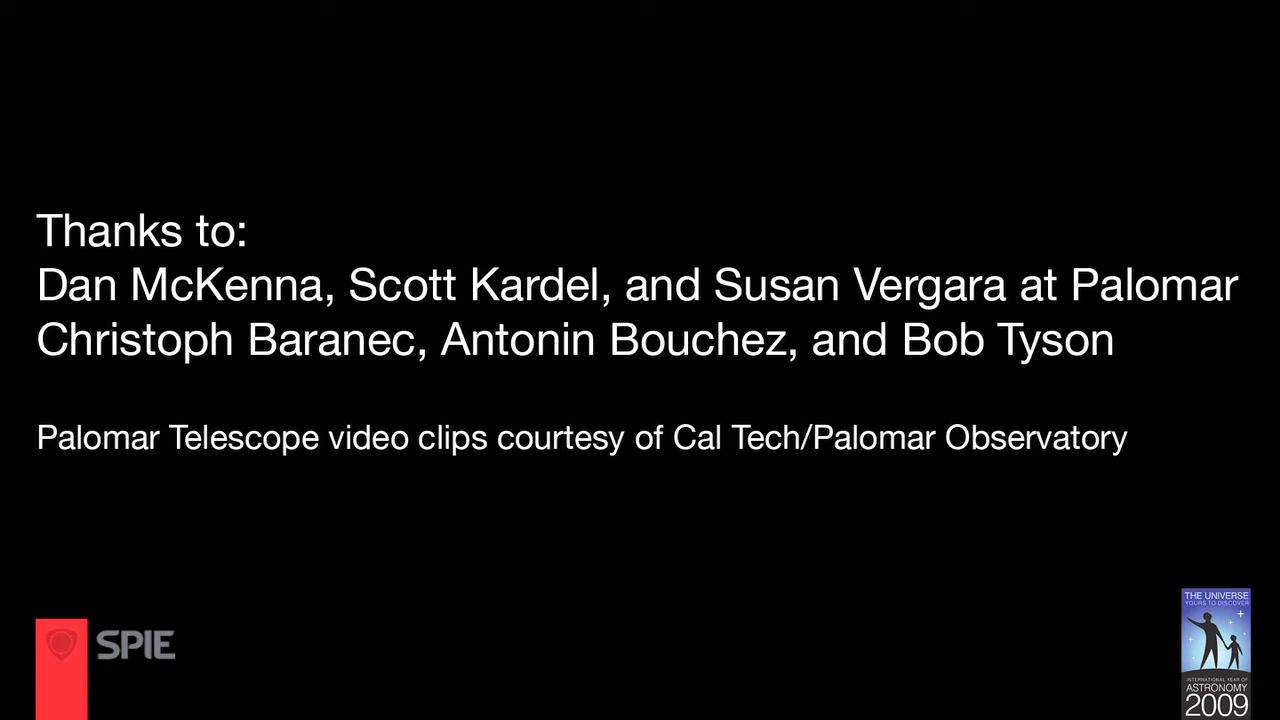 Thanks to:
Dan McKenna, Scott Kardel, and Susan Vergara at Palomar
Christoph Baranec, Antonin Bouchez, and Bob Tyson
Palomar Telescope video clips courtesy of Cal Tech/Palomar Observatory
SPIE
THE UNIVERSE
YOURS TO DISCOVER
INTERNATIONAL YEAR OF
ASTRONOMY
2009